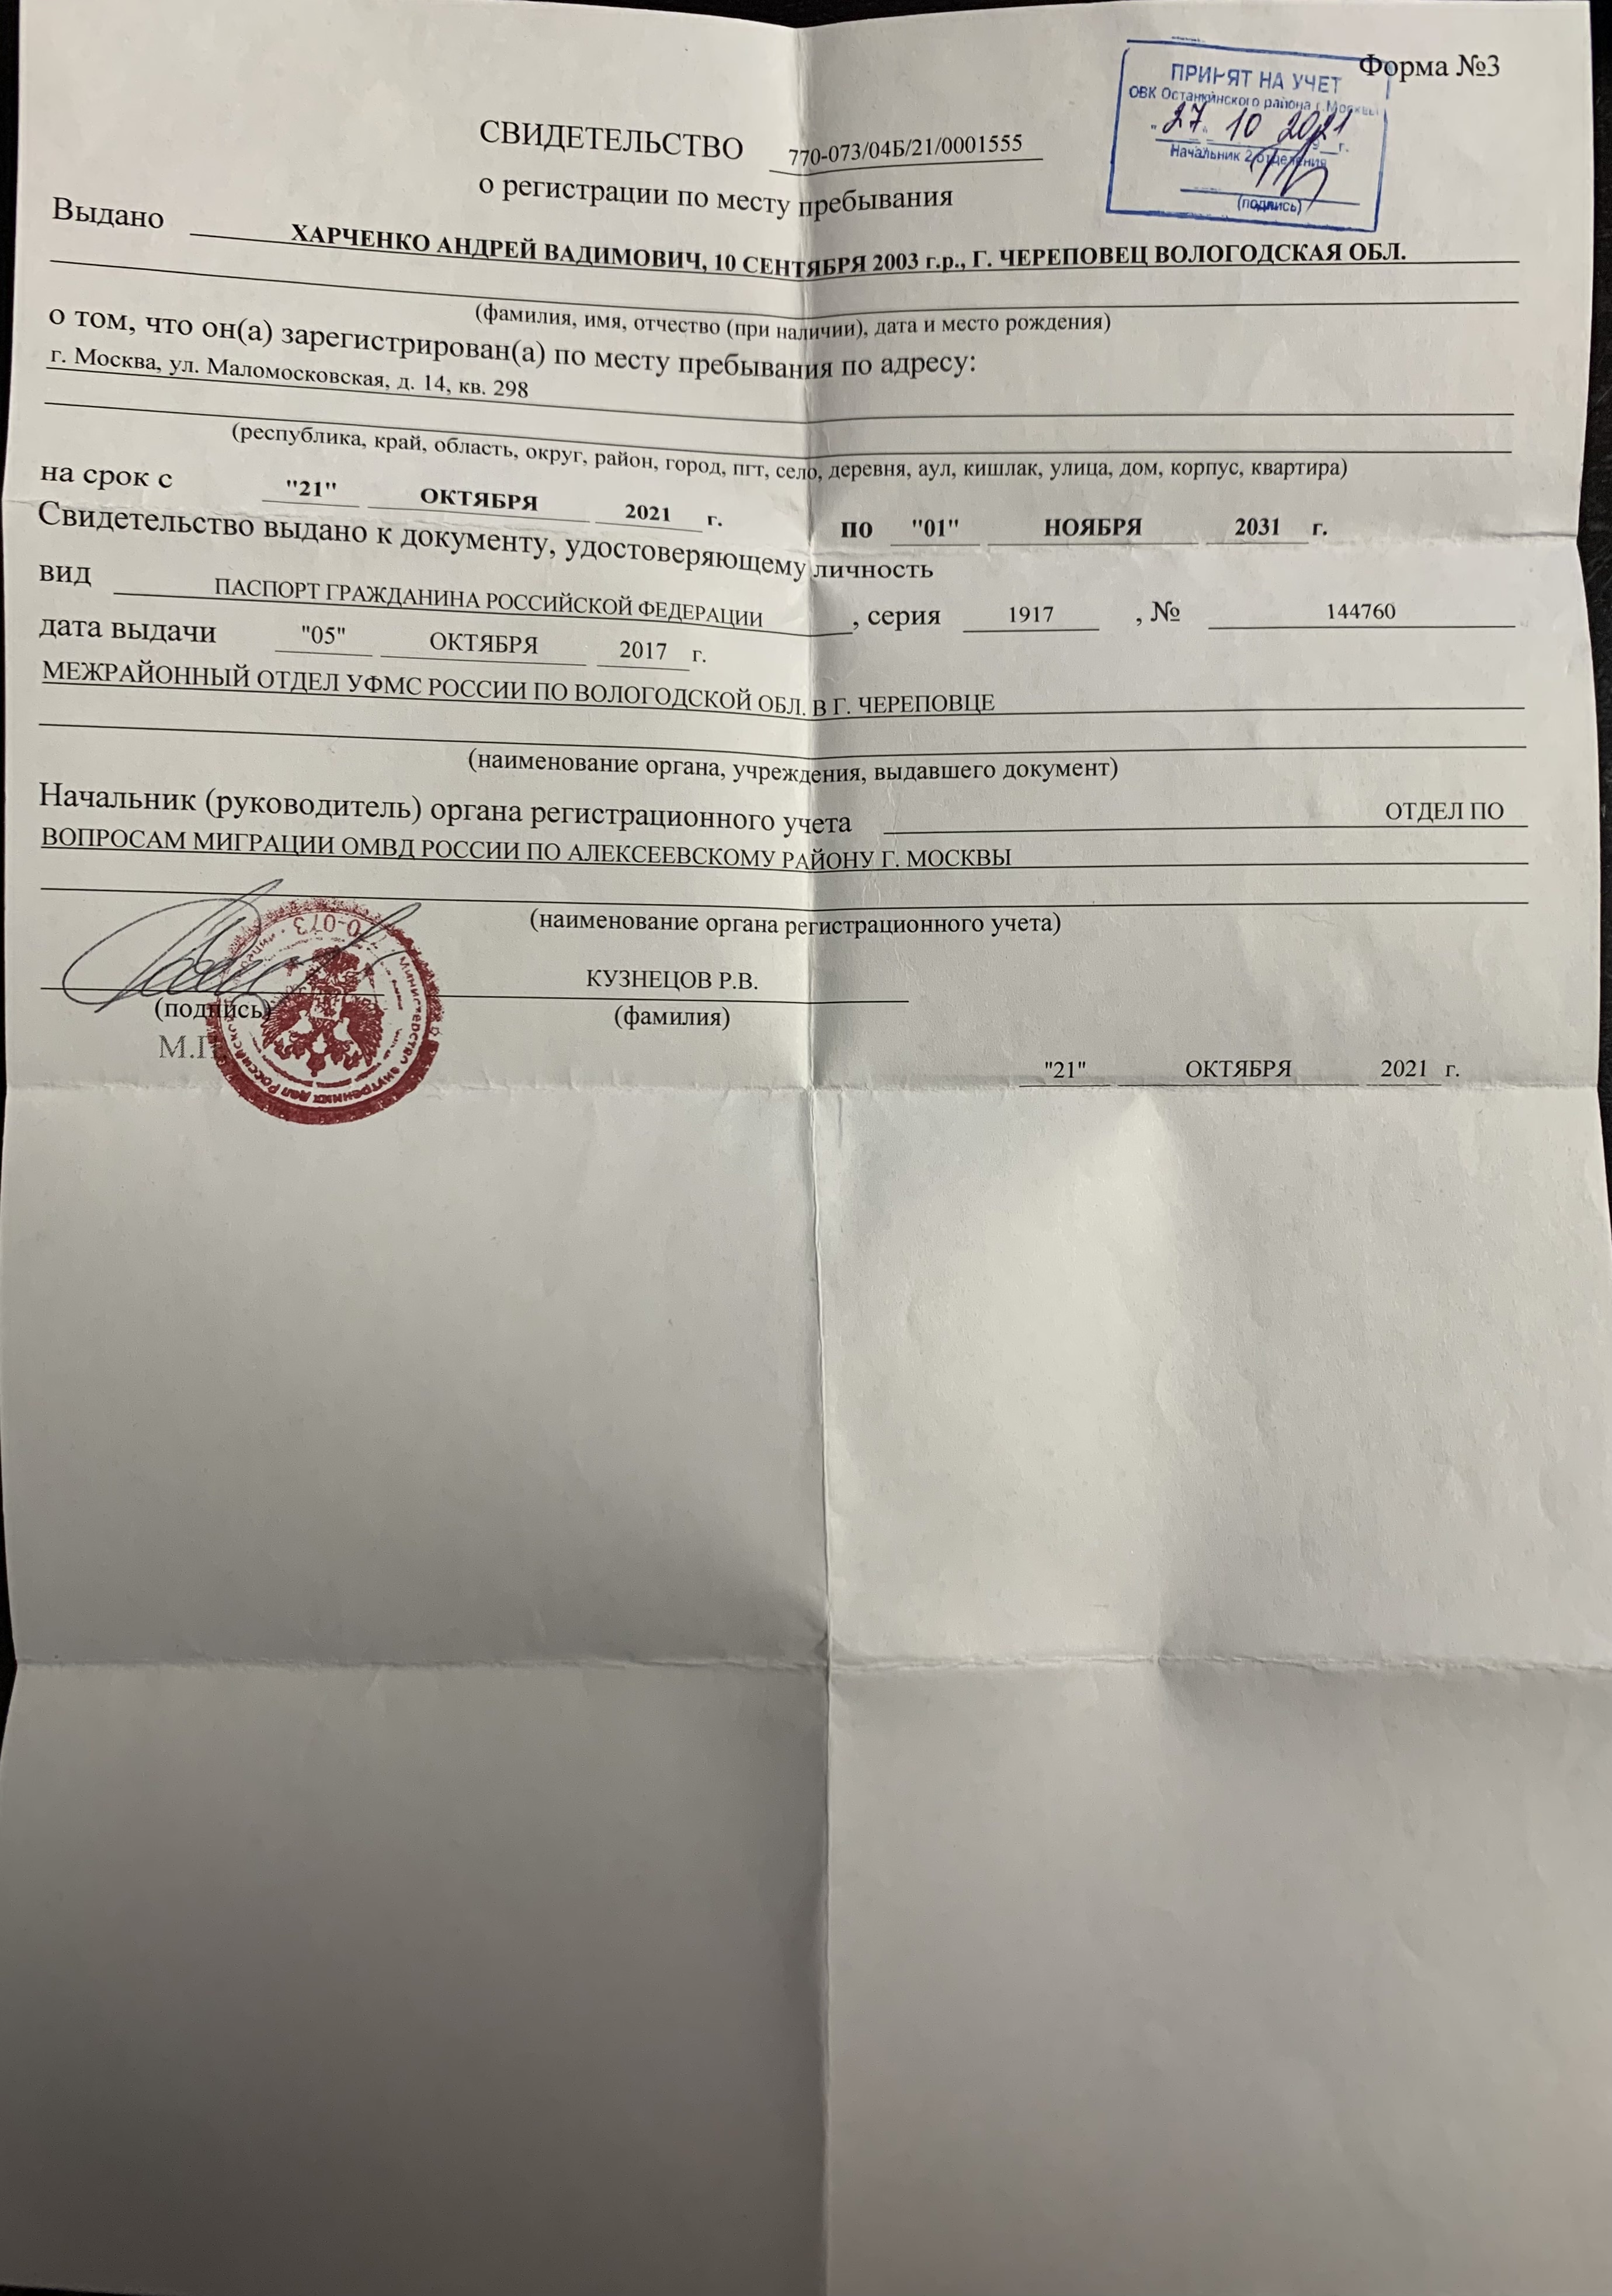 Форма №3
ПРИНЯТ НА УЧЕТ
ОВК Останкинского района г. Москвы
"27" 10 2021 г.
Начальник 2 отделения
(подпись)
СВИДЕТЕЛЬСТВО 770-073/04Б/21/0001555
о регистрации по месту пребывания
Выдано ХАРЧЕНКО АНДРЕЙ ВАДИМОВИЧ, 10 СЕНТЯБРЯ 2003 г.р., Г. ЧЕРЕПОВЕЦ ВОЛОГОДСКАЯ ОБЛ.
(фамилия, имя, отчество (при наличии), дата и место рождения)
о том, что он(а) зарегистрирован(а) по месту пребывания по адресу:
г. Москва, ул. Маломосковская, д. 14, кв. 298
(республика, край, область, округ, район, город, пгт, село, деревня, аул, кишлак, улица, дом, корпус, квартира)
на срок с "21" ОКТЯБРЯ 2021 г. по "01" НОЯБРЯ 2031 г.
Свидетельство выдано к документу, удостоверяющему личность
вид ПАСПОРТ ГРАЖДАНИНА РОССИЙСКОЙ ФЕДЕРАЦИИ , серия 1917 , № 144760
дата выдачи "05" ОКТЯБРЯ 2017 г.
МЕЖРАЙОННЫЙ ОТДЕЛ УФМС РОССИИ ПО ВОЛОГОДСКОЙ ОБЛ. В Г. ЧЕРЕПОВЦЕ
(наименование органа, учреждения, выдавшего документ)
Начальник (руководитель) органа регистрационного учета ОТДЕЛ ПО
ВОПРОСАМ МИГРАЦИИ ОМВД РОССИИ ПО АЛЕКСЕЕВСКОМУ РАЙОНУ Г. МОСКВЫ
(наименование органа регистрационного учета)
КУЗНЕЦОВ Р.В.
(подпись) (фамилия)
М.П.
770-073
Министерство внутренних дел Российской
"21" ОКТЯБРЯ 2021 г.